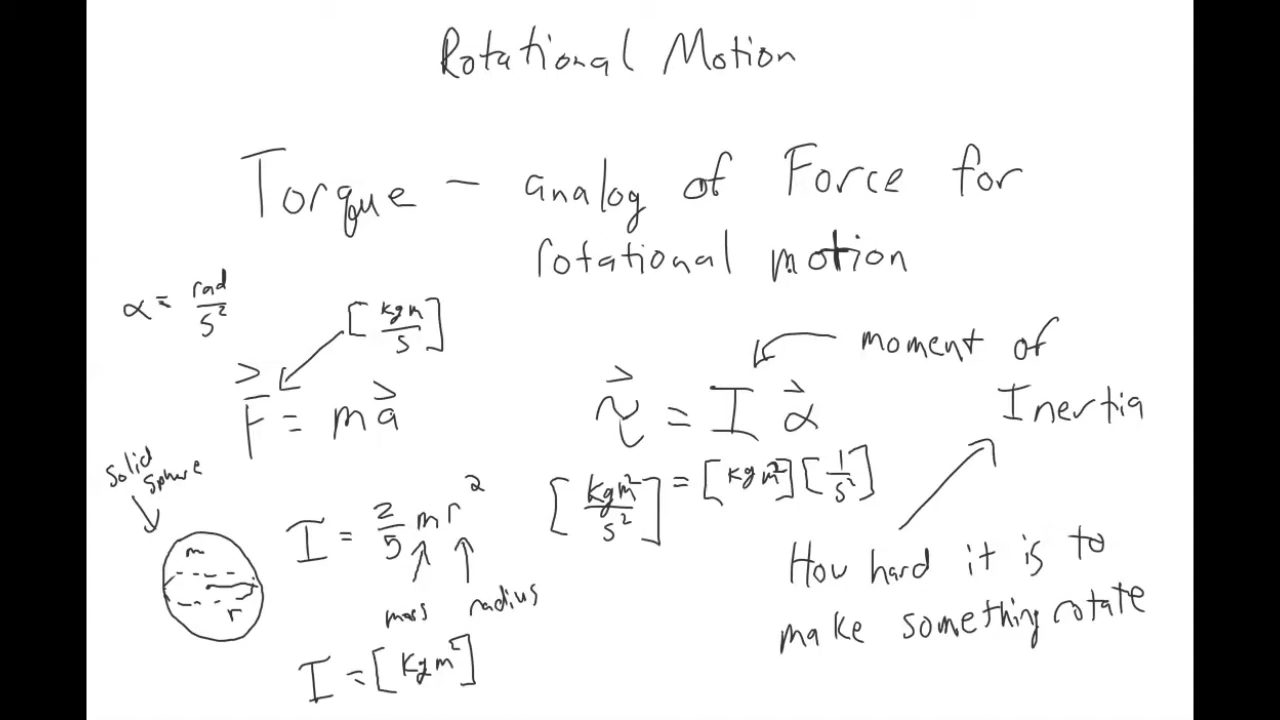 Rotational Motion
Torque – analog of Force for
rotational motion
α = rad/s²
[kgm/s]
F⃗ = ma⃗
τ⃗ = I α⃗
moment of
Inertia
[kgm²/s²] = [kgm²][1/s²]
How hard it is to
make something rotate
solid
sphere
m
r
I = 2/5 mr²
mass radius
I = [kgm²]